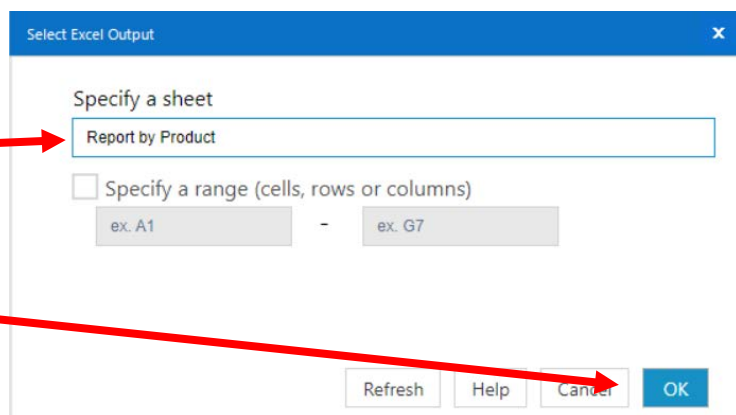 Select Excel Output x
Specify a sheet
Report by Product
Specify a range (cells, rows or columns)
ex. A1 - ex. G7
Refresh Help Cancel OK